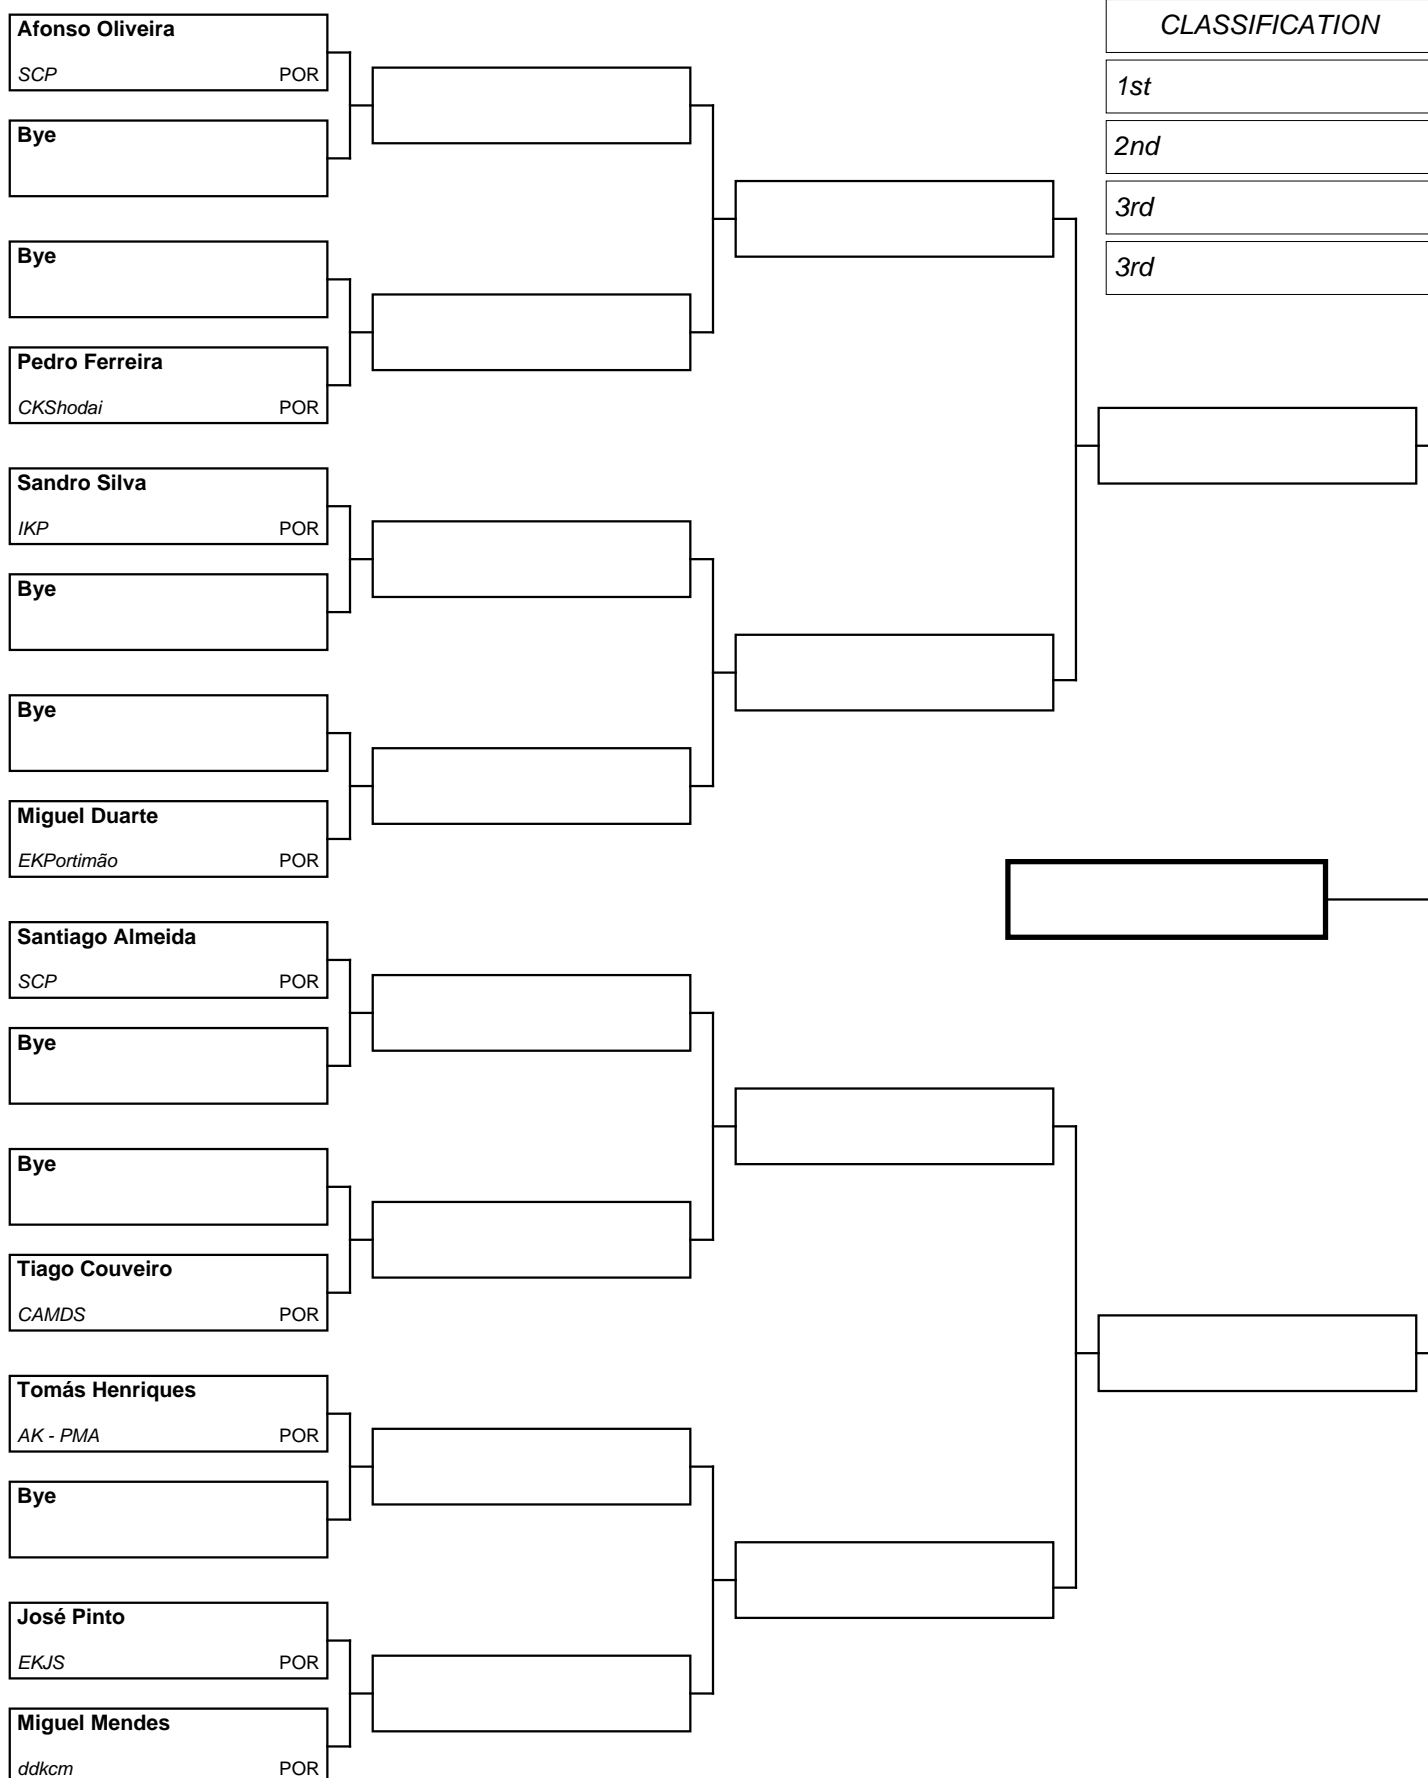 Afonso Oliveira
SCP POR
Bye
Bye
Pedro Ferreira
CKShodai POR
Sandro Silva
IKP POR
Bye
Bye
Miguel Duarte
EKPortimão POR
Santiago Almeida
SCP POR
Bye
Bye
Tiago Couveiro
CAMDS POR
Tomás Henriques
AK - PMA POR
Bye
José Pinto
EKJS POR
Miguel Mendes
ddkcm POR
CLASSIFICATION
1st
2nd
3rd
3rd